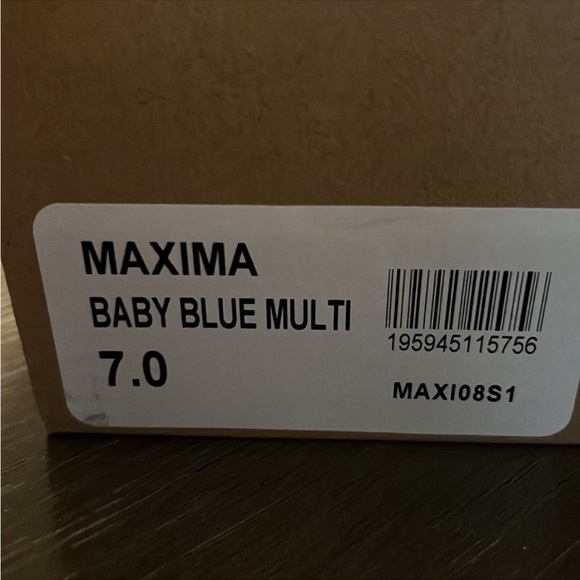 MAXIMA
BABY BLUE MULTI
7.0
195945115756
MAXI08S1